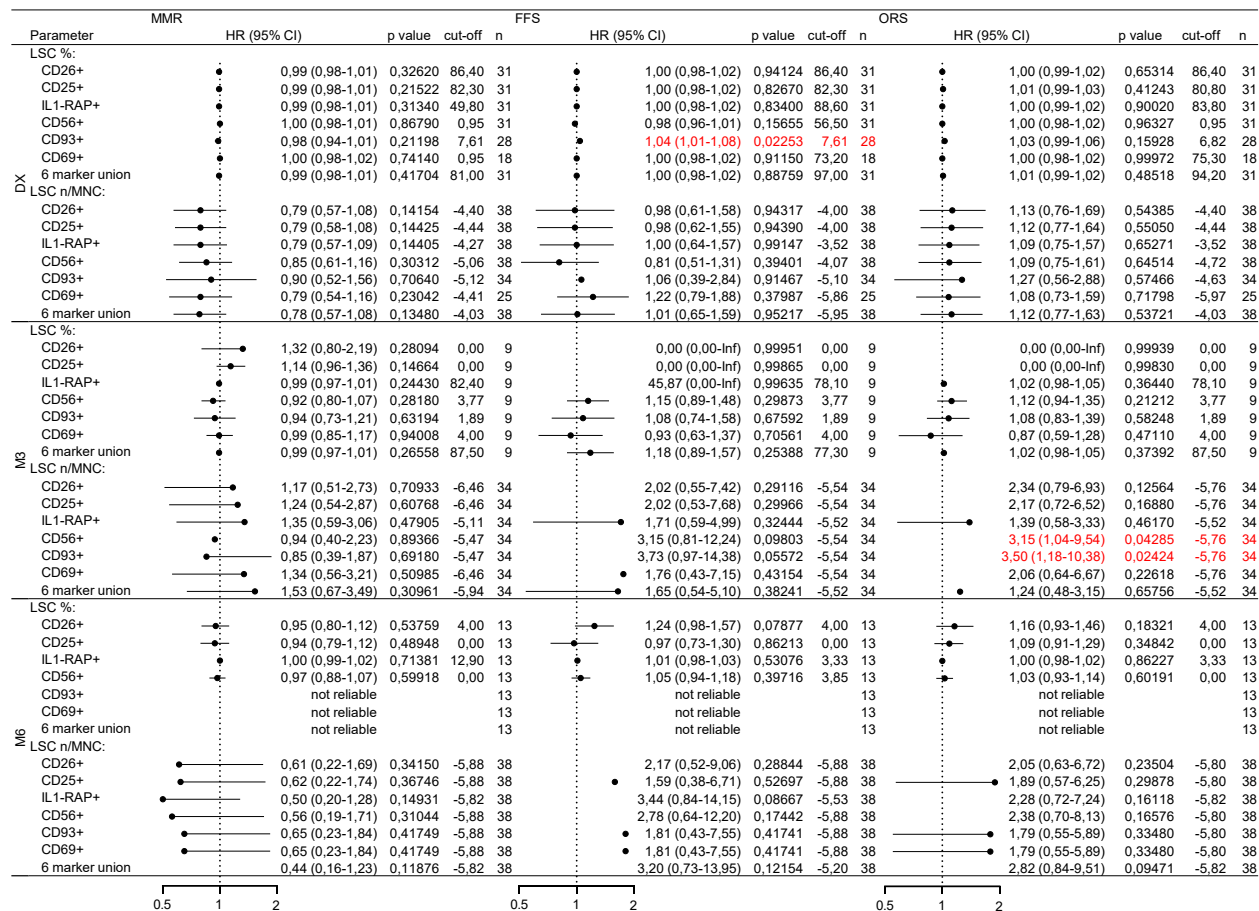 MMR FFS ORS
Parameter HR (95% CI) p value cut-off n HR (95% CI) p value cut-off n HR (95% CI) p value cut-off n
DX
LSC %:
CD26+ 0,99 (0,98-1,01) 0,32620 86,40 31 1,00 (0,98-1,02) 0,94124 86,40 31 1,00 (0,99-1,02) 0,65314 86,40 31
CD25+ 0,99 (0,98-1,01) 0,21522 82,30 31 1,00 (0,98-1,02) 0,82670 82,30 31 1,01 (0,99-1,03) 0,41243 80,80 31
IL1-RAP+ 0,99 (0,98-1,01) 0,31340 49,80 31 1,00 (0,98-1,02) 0,83400 88,60 31 1,00 (0,99-1,02) 0,90020 83,80 31
CD56+ 1,00 (0,98-1,01) 0,86790 0,95 31 0,98 (0,96-1,01) 0,15655 56,50 31 1,00 (0,98-1,02) 0,96327 0,95 31
CD93+ 0,98 (0,94-1,01) 0,21198 7,61 28 1,04 (1,01-1,08) 0,02253 7,61 28 1,03 (0,99-1,06) 0,15928 6,82 28
CD69+ 1,00 (0,98-1,02) 0,74140 0,95 18 1,00 (0,98-1,02) 0,91150 73,20 18 1,00 (0,98-1,02) 0,99972 75,30 18
6 marker union 0,99 (0,98-1,01) 0,41704 81,00 31 1,00 (0,98-1,02) 0,88759 97,00 31 1,01 (0,99-1,02) 0,48518 94,20 31
LSC n/MNC:
CD26+ 0,79 (0,57-1,08) 0,14154 -4,40 38 0,98 (0,61-1,58) 0,94317 -4,00 38 1,13 (0,76-1,69) 0,54385 -4,40 38
CD25+ 0,79 (0,58-1,08) 0,14425 -4,44 38 0,98 (0,62-1,55) 0,94390 -4,00 38 1,12 (0,77-1,64) 0,55050 -4,44 38
IL1-RAP+ 0,79 (0,57-1,09) 0,14405 -4,27 38 1,00 (0,64-1,57) 0,99147 -3,52 38 1,09 (0,75-1,57) 0,65271 -3,52 38
CD56+ 0,85 (0,61-1,16) 0,30312 -5,06 38 0,81 (0,51-1,31) 0,39401 -4,07 38 1,09 (0,75-1,61) 0,64514 -4,72 38
CD93+ 0,90 (0,52-1,56) 0,70640 -5,12 34 1,06 (0,39-2,84) 0,91467 -5,10 34 1,27 (0,56-2,88) 0,57466 -4,63 34
CD69+ 0,79 (0,54-1,16) 0,23042 -4,41 25 1,22 (0,79-1,88) 0,37987 -5,86 25 1,08 (0,73-1,59) 0,71798 -5,97 25
6 marker union 0,78 (0,57-1,08) 0,13480 -4,03 38 1,01 (0,65-1,59) 0,95217 -5,95 38 1,12 (0,77-1,63) 0,53721 -4,03 38
M3
LSC %:
CD26+ 1,32 (0,80-2,19) 0,28094 0,00 9 0,00 (0,00-Inf) 0,99951 0,00 9 0,00 (0,00-Inf) 0,99939 0,00 9
CD25+ 1,14 (0,96-1,36) 0,14664 0,00 9 0,00 (0,00-Inf) 0,99865 0,00 9 0,00 (0,00-Inf) 0,99830 0,00 9
IL1-RAP+ 0,99 (0,97-1,01) 0,24430 82,40 9 45,87 (0,00-Inf) 0,99635 78,10 9 1,02 (0,98-1,05) 0,36440 78,10 9
CD56+ 0,92 (0,80-1,07) 0,28180 3,77 9 1,15 (0,89-1,48) 0,29873 3,77 9 1,12 (0,94-1,35) 0,21212 3,77 9
CD93+ 0,94 (0,73-1,21) 0,63194 1,89 9 1,08 (0,74-1,58) 0,67592 1,89 9 1,08 (0,83-1,39) 0,58248 1,89 9
CD69+ 0,99 (0,85-1,17) 0,94008 4,00 9 0,93 (0,63-1,37) 0,70561 4,00 9 0,87 (0,59-1,28) 0,47110 4,00 9
6 marker union 0,99 (0,97-1,01) 0,26558 87,50 9 1,18 (0,89-1,57) 0,25388 77,30 9 1,02 (0,98-1,05) 0,37392 87,50 9
LSC n/MNC:
CD26+ 1,17 (0,51-2,73) 0,70933 -6,46 34 2,02 (0,55-7,42) 0,29116 -5,54 34 2,34 (0,79-6,93) 0,12564 -5,76 34
CD25+ 1,24 (0,54-2,87) 0,60768 -6,46 34 2,02 (0,53-7,68) 0,29966 -5,54 34 2,17 (0,72-6,52) 0,16880 -5,76 34
IL1-RAP+ 1,35 (0,59-3,06) 0,47905 -5,11 34 1,71 (0,59-4,99) 0,32444 -5,52 34 1,39 (0,58-3,33) 0,46170 -5,52 34
CD56+ 0,94 (0,40-2,23) 0,89366 -5,47 34 3,15 (0,81-12,24) 0,09803 -5,54 34 3,15 (1,04-9,54) 0,04285 -5,76 34
CD93+ 0,85 (0,39-1,87) 0,69180 -5,47 34 3,73 (0,97-14,38) 0,05572 -5,54 34 3,50 (1,18-10,38) 0,02424 -5,76 34
CD69+ 1,34 (0,56-3,21) 0,50985 -6,46 34 1,76 (0,43-7,15) 0,43154 -5,54 34 2,06 (0,64-6,67) 0,22618 -5,76 34
6 marker union 1,53 (0,67-3,49) 0,30961 -5,94 34 1,65 (0,54-5,10) 0,38241 -5,52 34 1,24 (0,48-3,15) 0,65756 -5,52 34
M6
LSC %:
CD26+ 0,95 (0,80-1,12) 0,53759 4,00 13 1,24 (0,98-1,57) 0,07877 4,00 13 1,16 (0,93-1,46) 0,18321 4,00 13
CD25+ 0,94 (0,79-1,12) 0,48948 0,00 13 0,97 (0,73-1,30) 0,86213 0,00 13 1,09 (0,91-1,29) 0,34842 0,00 13
IL1-RAP+ 1,00 (0,99-1,02) 0,71381 12,90 13 1,01 (0,98-1,03) 0,53076 3,33 13 1,00 (0,98-1,02) 0,86227 3,33 13
CD56+ 0,97 (0,88-1,07) 0,59918 0,00 13 1,05 (0,94-1,18) 0,39716 3,85 13 1,03 (0,93-1,14) 0,60191 0,00 13
CD93+ not reliable 13 not reliable 13 not reliable 13
CD69+ not reliable 13 not reliable 13 not reliable 13
6 marker union not reliable 13 not reliable 13 not reliable 13
LSC n/MNC:
CD26+ 0,61 (0,22-1,69) 0,34150 -5,88 38 2,17 (0,52-9,06) 0,28844 -5,88 38 2,05 (0,63-6,72) 0,23504 -5,80 38
CD25+ 0,62 (0,22-1,74) 0,36746 -5,88 38 1,59 (0,38-6,71) 0,52697 -5,88 38 1,89 (0,57-6,25) 0,29878 -5,80 38
IL1-RAP+ 0,50 (0,20-1,28) 0,14931 -5,82 38 3,44 (0,84-14,15) 0,08667 -5,53 38 2,28 (0,72-7,24) 0,16118 -5,82 38
CD56+ 0,56 (0,19-1,71) 0,31044 -5,88 38 2,78 (0,64-12,20) 0,17442 -5,88 38 2,38 (0,70-8,13) 0,16576 -5,80 38
CD93+ 0,65 (0,23-1,84) 0,41749 -5,88 38 1,81 (0,43-7,55) 0,41741 -5,88 38 1,79 (0,55-5,89) 0,33480 -5,80 38
CD69+ 0,65 (0,23-1,84) 0,41749 -5,88 38 1,81 (0,43-7,55) 0,41741 -5,88 38 1,79 (0,55-5,89) 0,33480 -5,80 38
6 marker union 0,44 (0,16-1,23) 0,11876 -5,82 38 3,20 (0,73-13,95) 0,12154 -5,20 38 2,82 (0,84-9,51) 0,09471 -5,82 38
0.5 1 2 0.5 1 2 0.5 1 2